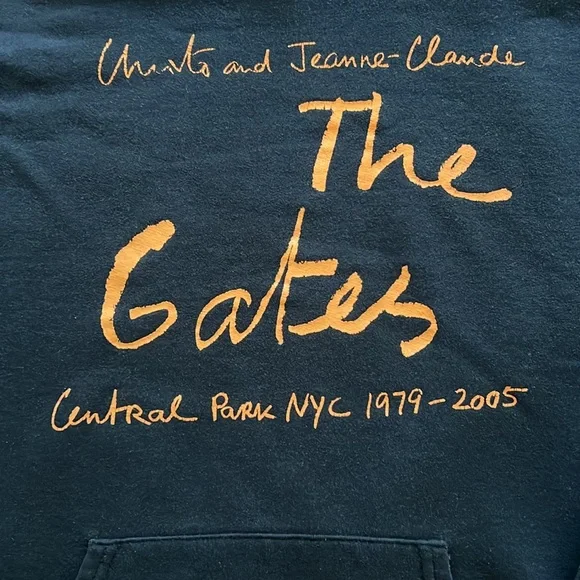 Christo and Jeanne-Claude
The
Gates
Central Park NYC 1979-2005